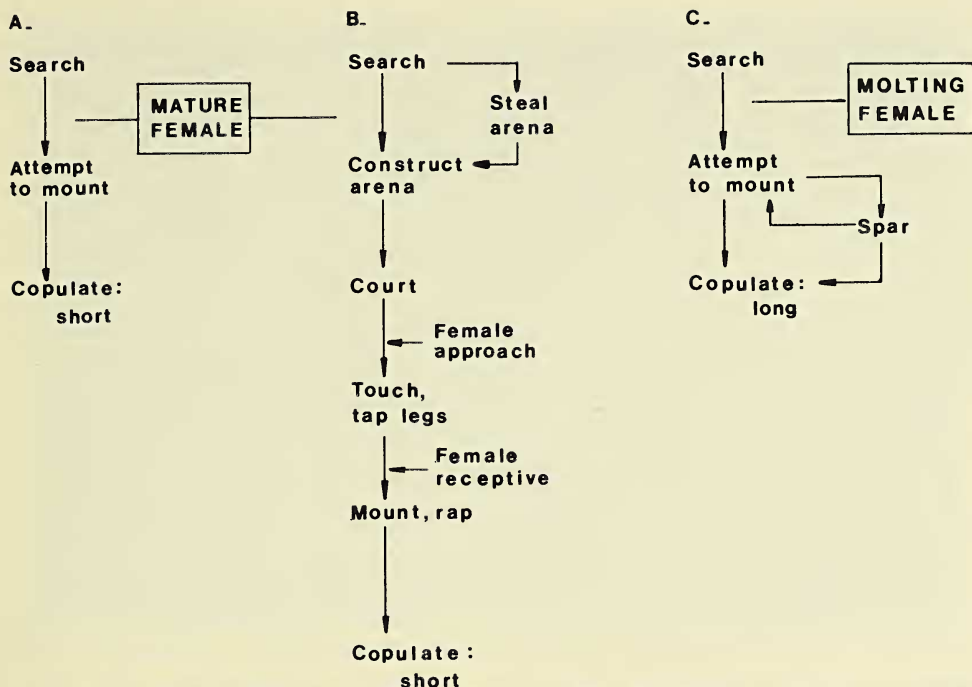 A-
Search
MATURE
FEMALE
Attempt
to mount
Copulate:
short
B-
Search
Steal
arena
Construct
arena
Court
Female
approach
Touch,
tap legs
Female
receptive
Mount, rap
Copulate:
short
C-
Search
MOLTING
FEMALE
Attempt
to mount
Spar
Copulate:
long